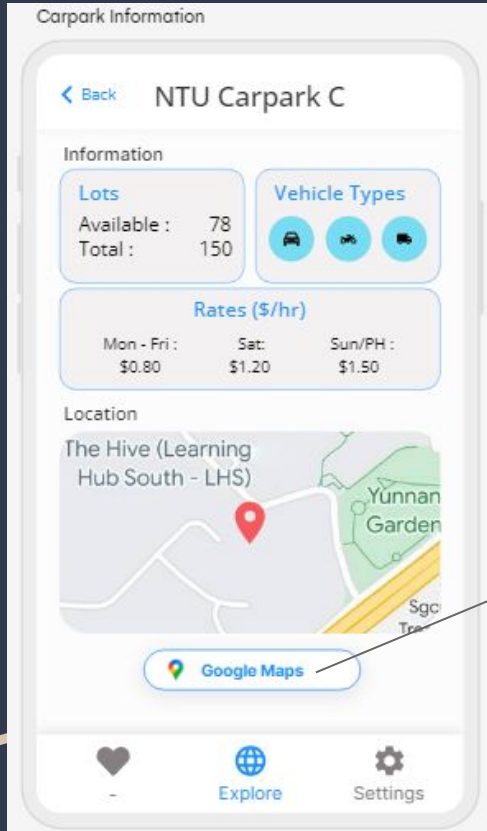 Carpark Information
Back NTU Carpark C
Information
Lots
Available : 78
Total : 150
Vehicle Types
Rates ($/hr)
Mon - Fri : Sat: Sun/PH :
$0.80 $1.20 $1.50
Location
The Hive (Learning
Hub South - LHS)
Yunnan
Garden
Google Maps
-
Explore
Settings